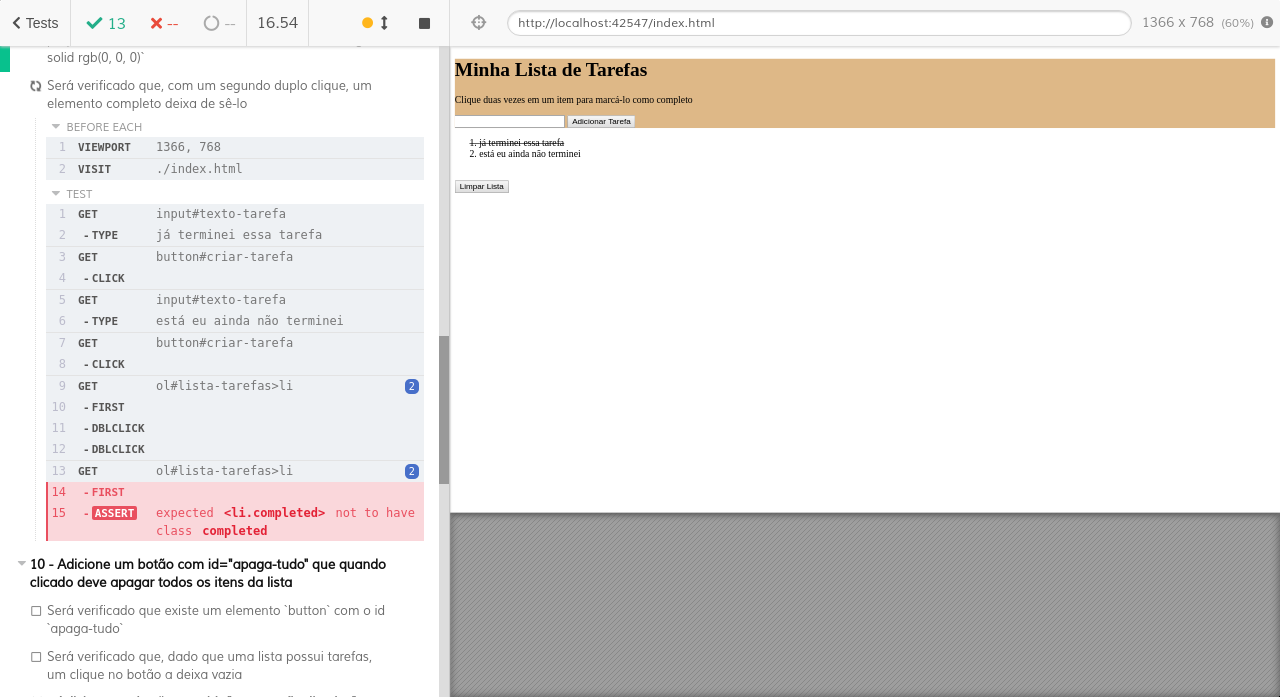 Tests
13
--
--
16.54
http://localhost:42547/index.html
1366 x 768 (60%)
solid rgb(0, 0, 0)`
Será verificado que, com um segundo duplo clique, um
elemento completo deixa de sê-lo
BEFORE EACH
1 VIEWPORT 1366, 768
2 VISIT ./index.html
TEST
1 GET input#texto-tarefa
2 -TYPE já terminei essa tarefa
3 GET button#criar-tarefa
4 -CLICK
5 GET input#texto-tarefa
6 -TYPE está eu ainda não terminei
7 GET button#criar-tarefa
8 -CLICK
9 GET ol#lista-tarefas>li 2
10 -FIRST
11 -DBLCLICK
12 -DBLCLICK
13 GET ol#lista-tarefas>li 2
14 -FIRST
15 -ASSERT expected <li.completed> not to have
class completed
10 - Adicione um botão com id="apaga-tudo" que quando
clicado deve apagar todos os itens da lista
Será verificado que existe um elemento `button` com o id
`apaga-tudo`
Será verificado que, dado que uma lista possui tarefas,
um clique no botão a deixa vazia
Minha Lista de Tarefas
Clique duas vezes em um item para marcá-lo como completo
Adicionar Tarefa
1. já terminei essa tarefa
2. está eu ainda não terminei
Limpar Lista